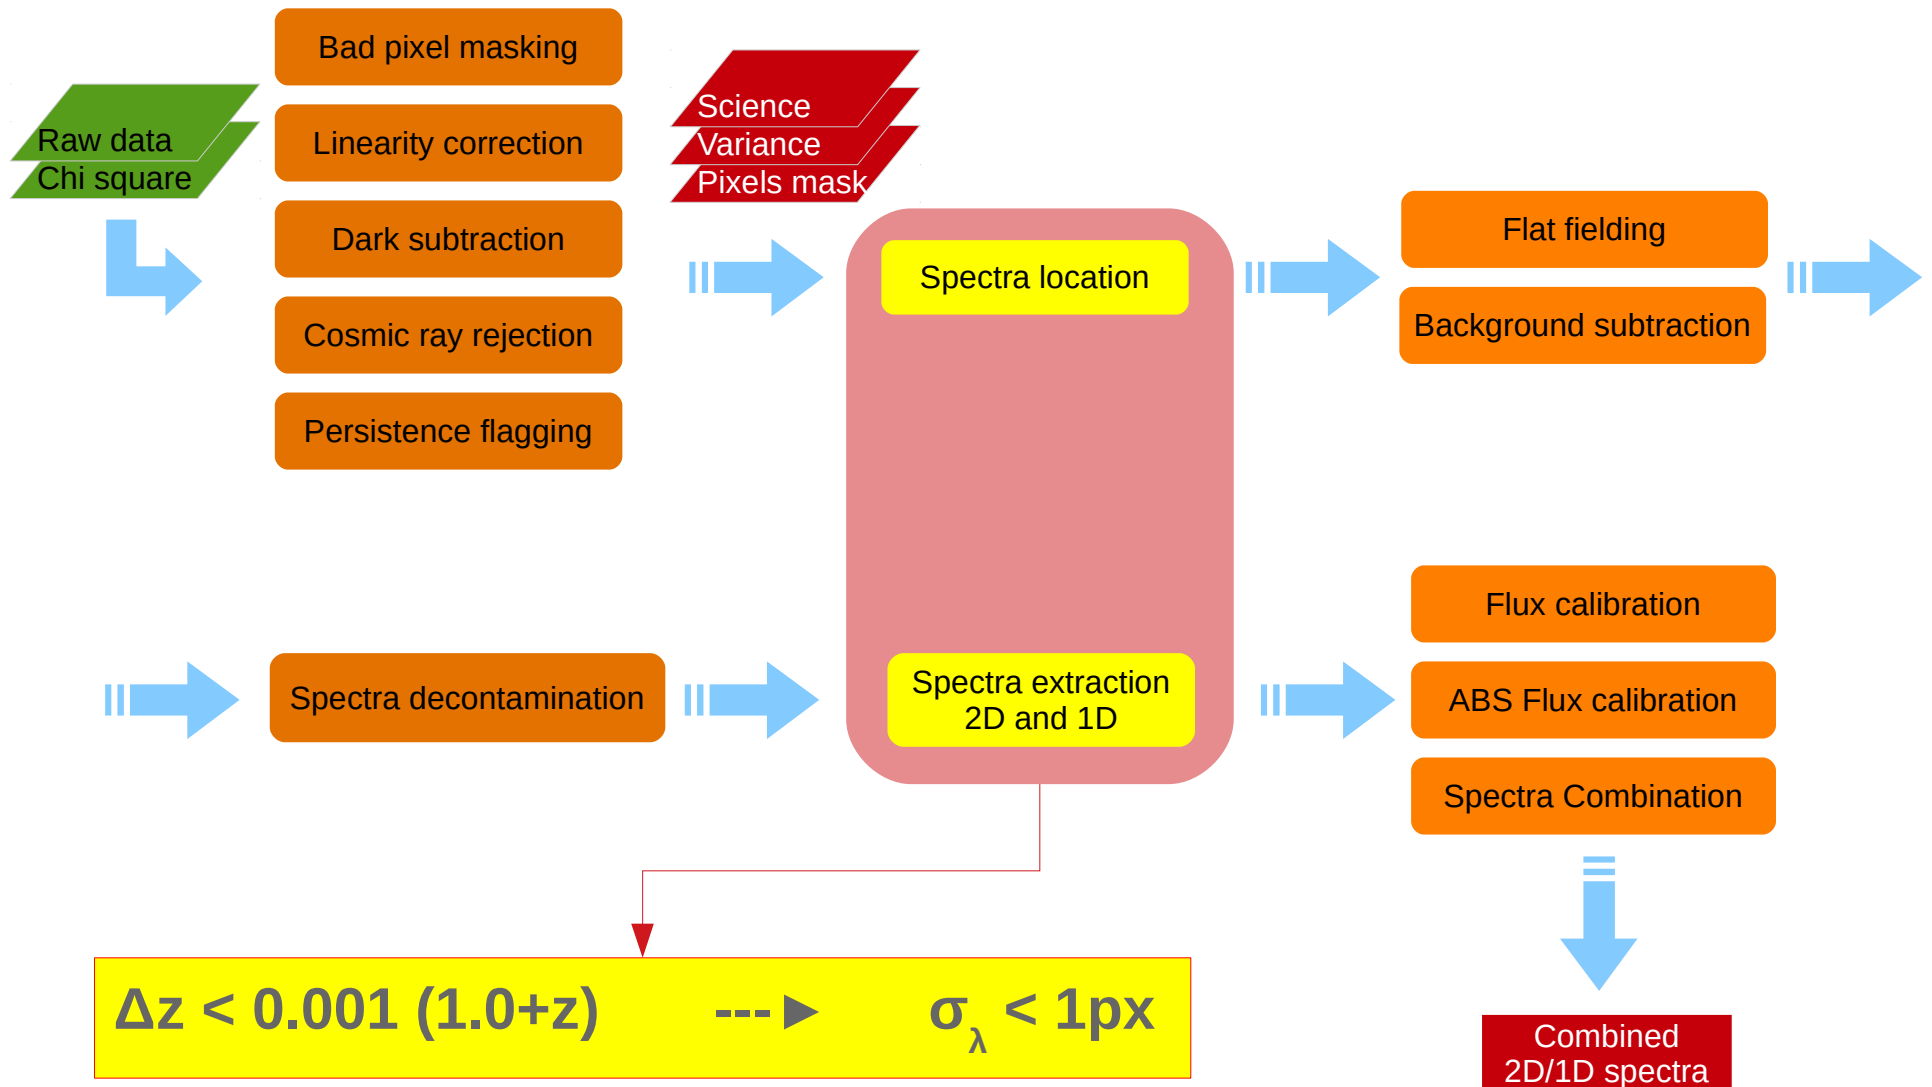 Raw data
Chi square
Bad pixel masking
Linearity correction
Dark subtraction
Cosmic ray rejection
Persistence flagging
Science
Variance
Pixels mask
Spectra location
Flat fielding
Background subtraction
Spectra decontamination
Spectra extraction
2D and 1D
Flux calibration
ABS Flux calibration
Spectra Combination
Δz < 0.001 (1.0+z) ---► σλ < 1px
Combined
2D/1D spectra